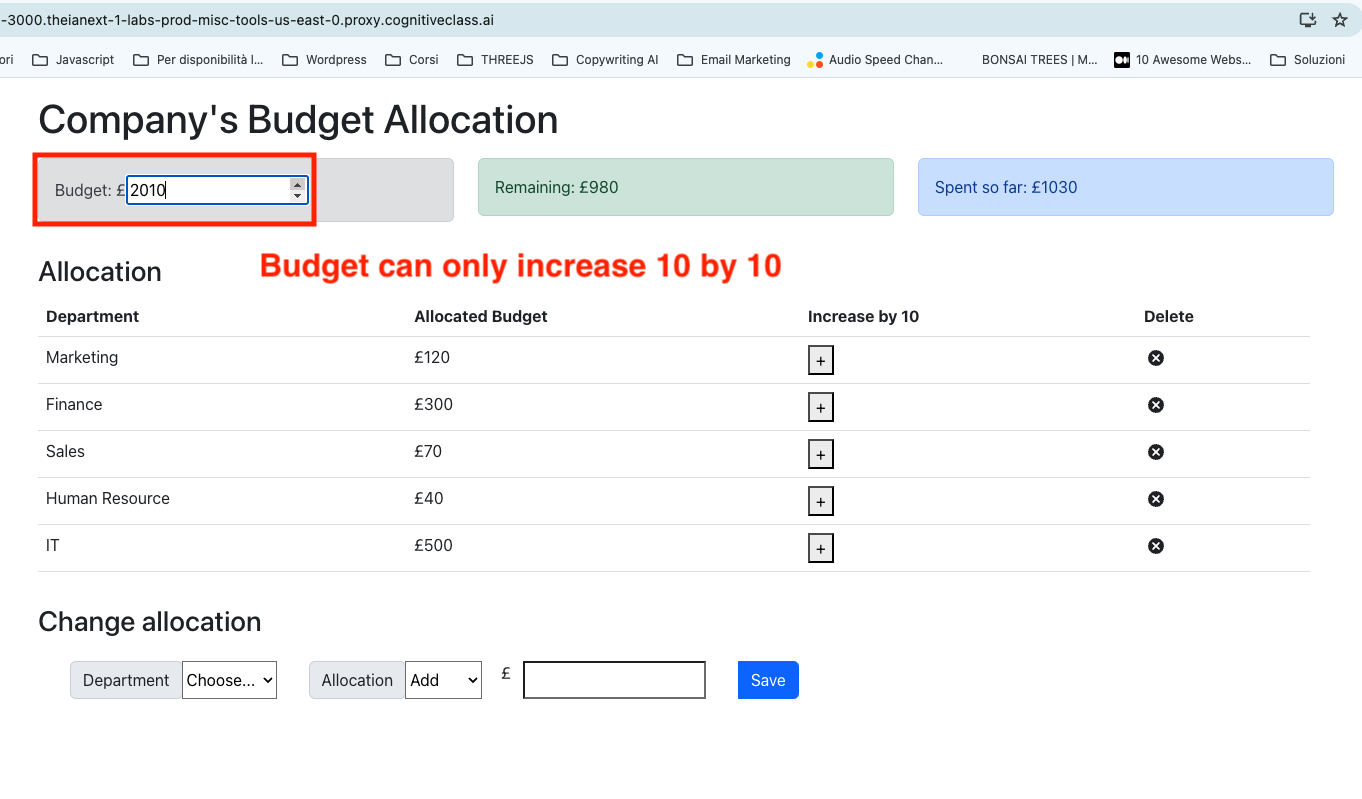 -3000.theianext-1-labs-prod-misc-tools-us-east-0.proxy.cognitiveclass.ai
ori Javascript Per disponibilità l... Wordpress Corsi THREEJS Copywriting AI Email Marketing Audio Speed Chan... BONSAI TREES | M... 10 Awesome Webs... Soluzioni
Company's Budget Allocation
Budget: £ 2010 Remaining: £980 Spent so far: £1030
Budget can only increase 10 by 10
Allocation
Department Allocated Budget Increase by 10 Delete
Marketing £120 +
Finance £300 +
Sales £70 +
Human Resource £40 +
IT £500 +
Change allocation
Department Choose... Allocation Add £ Save